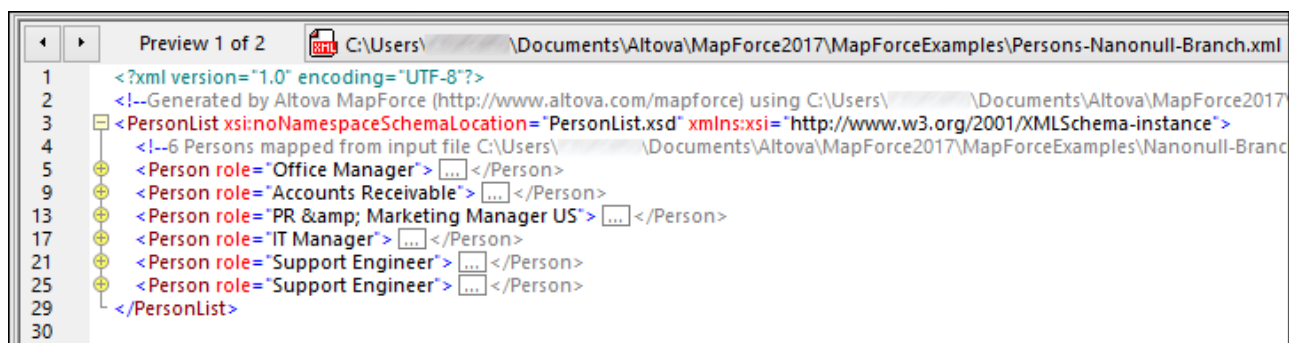 Preview 1 of 2 XML C:\Users\ \Documents\Altova\MapForce2017\MapForceExamples\Persons-Nanonull-Branch.xml
1 <?xml version="1.0" encoding="UTF-8"?>
2 <!--Generated by Altova MapForce (http://www.altova.com/mapforce) using C:\Users\ \Documents\Altova\MapForce2017\
3 <PersonList xsi:noNamespaceSchemaLocation="PersonList.xsd" xmlns:xsi="http://www.w3.org/2001/XMLSchema-instance">
4 <!--6 Persons mapped from input file C:\Users\ \Documents\Altova\MapForce2017\MapForceExamples\Nanonull-Branc
5 <Person role="Office Manager"> ... </Person>
9 <Person role="Accounts Receivable"> ... </Person>
13 <Person role="PR &amp; Marketing Manager US"> ... </Person>
17 <Person role="IT Manager"> ... </Person>
21 <Person role="Support Engineer"> ... </Person>
25 <Person role="Support Engineer"> ... </Person>
29 </PersonList>
30